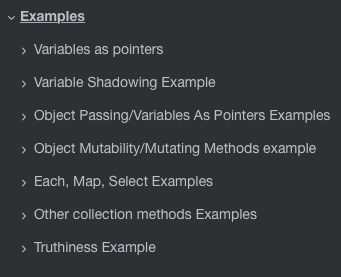 Examples
Variables as pointers
Variable Shadowing Example
Object Passing/Variables As Pointers Examples
Object Mutability/Mutating Methods example
Each, Map, Select Examples
Other collection methods Examples
Truthiness Example